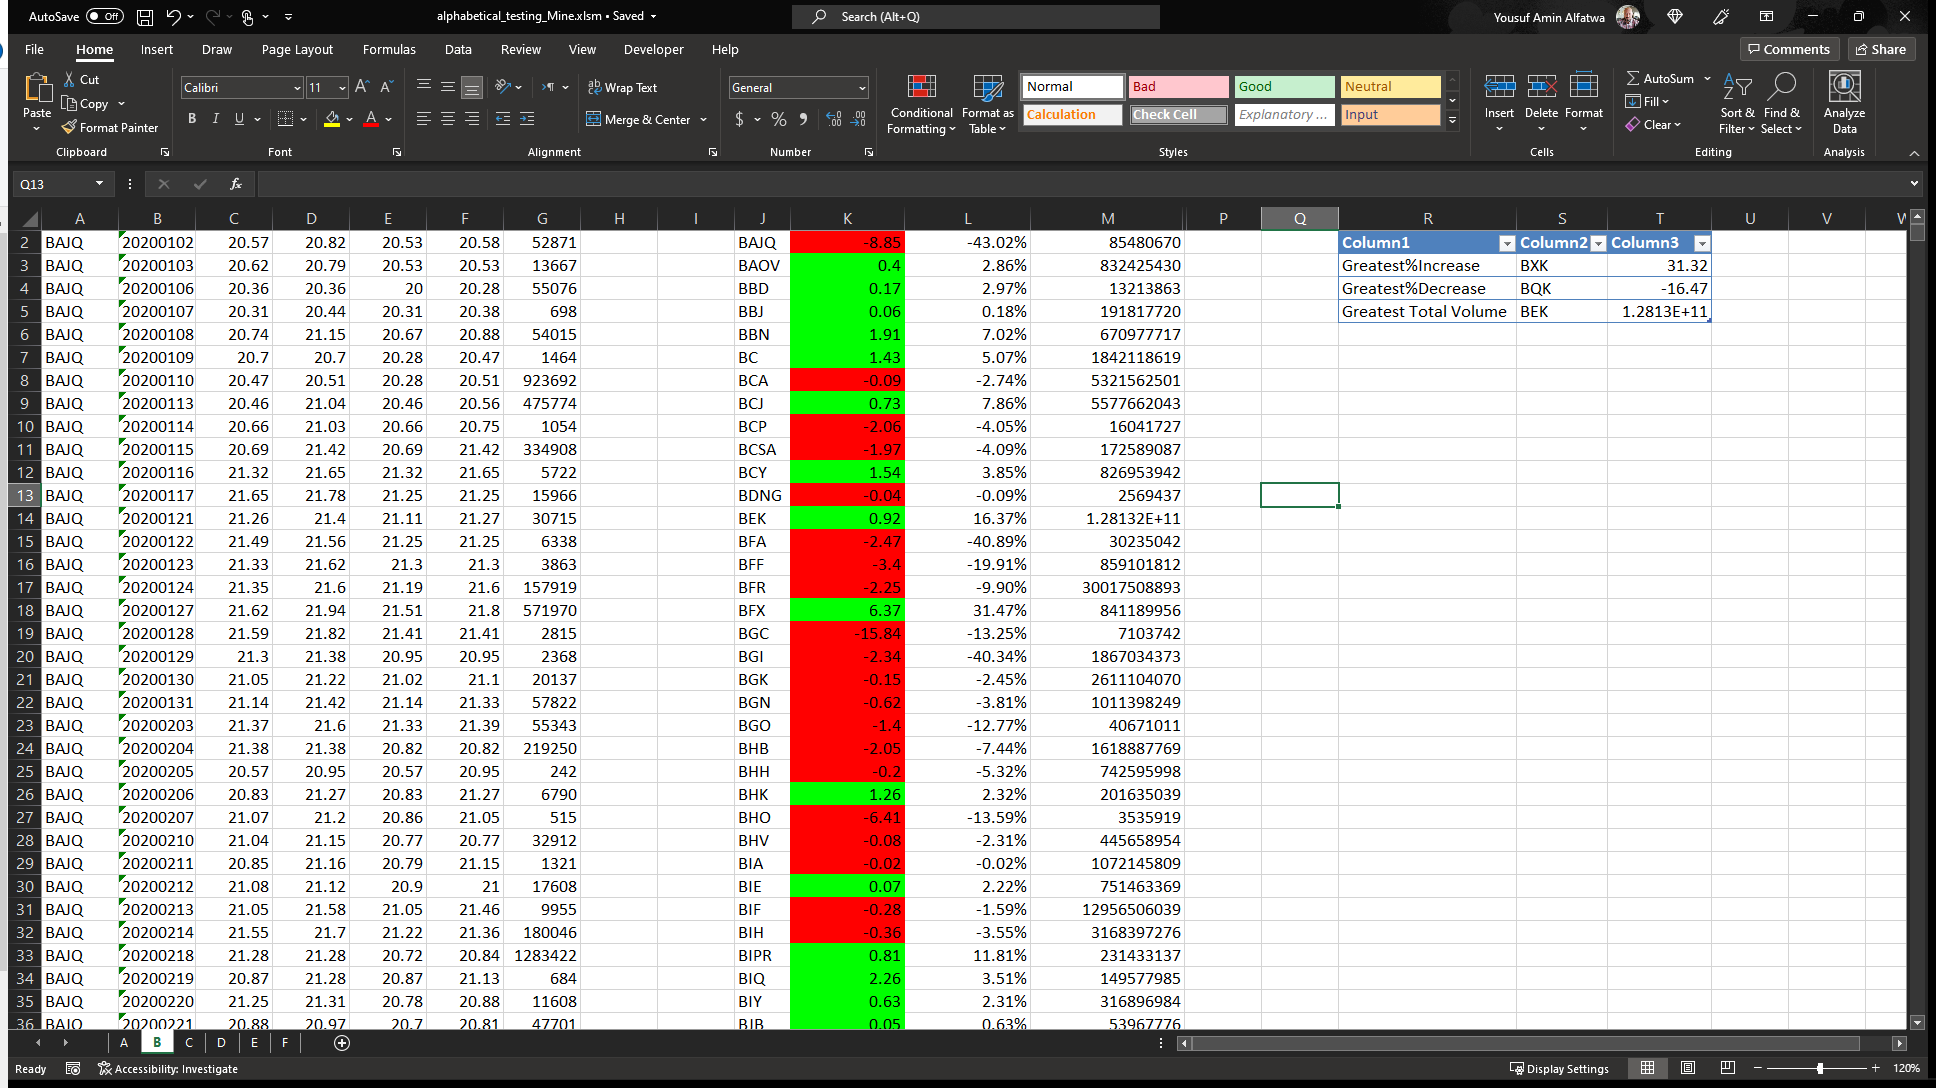 AutoSave Off alphabetical_testing_Mine.xlsm • Saved Search (Alt+Q) Yousuf Amin Alfatwa
File Home Insert Draw Page Layout Formulas Data Review View Developer Help Comments Share
Paste Cut Copy Format Painter Clipboard
Calibri 11 B I U A Font
Wrap Text Merge & Center Alignment
General $ % Number
Conditional Formatting Format as Table Normal Bad Good Neutral
Calculation Check Cell Explanatory ... Input Styles
Insert Delete Format Cells
AutoSum Fill Clear Sort & Filter Find & Select Editing
Analyze Data Analysis
Q13 fx
A B C D E F G H I J K L M P Q R S T U V W
2 BAJQ 20200102 20.57 20.82 20.53 20.58 52871 BAJQ -8.85 -43.02% 85480670 Column1 Column2 Column3
3 BAJQ 20200103 20.62 20.79 20.53 20.53 13667 BAOV 0.4 2.86% 832425430 Greatest%Increase BXK 31.32
4 BAJQ 20200106 20.36 20.36 20 20.28 55076 BBD 0.17 2.97% 13213863 Greatest%Decrease BQK -16.47
5 BAJQ 20200107 20.31 20.44 20.31 20.38 698 BBJ 0.06 0.18% 191817720 Greatest Total Volume BEK 1.2813E+11
6 BAJQ 20200108 20.74 21.15 20.67 20.88 54015 BBN 1.91 7.02% 670977717
7 BAJQ 20200109 20.7 20.7 20.28 20.47 1464 BC 1.43 5.07% 1842118619
8 BAJQ 20200110 20.47 20.51 20.28 20.51 923692 BCA -0.09 -2.74% 5321562501
9 BAJQ 20200113 20.46 21.04 20.46 20.56 475774 BCJ 0.73 7.86% 5577662043
10 BAJQ 20200114 20.66 21.03 20.66 20.75 1054 BCP -2.06 -4.05% 16041727
11 BAJQ 20200115 20.69 21.42 20.69 21.42 334908 BCSA -1.97 -4.09% 172589087
12 BAJQ 20200116 21.32 21.65 21.32 21.65 5722 BCY 1.54 3.85% 826953942
13 BAJQ 20200117 21.65 21.78 21.25 21.25 15966 BDNG -0.04 -0.09% 2569437
14 BAJQ 20200121 21.26 21.4 21.11 21.27 30715 BEK 0.92 16.37% 1.28132E+11
15 BAJQ 20200122 21.49 21.56 21.25 21.25 6338 BFA -2.47 -40.89% 30235042
16 BAJQ 20200123 21.33 21.62 21.3 21.3 3863 BFF -3.4 -19.91% 859101812
17 BAJQ 20200124 21.35 21.6 21.19 21.6 157919 BFR -2.25 -9.90% 30017508893
18 BAJQ 20200127 21.62 21.94 21.51 21.8 571970 BFX 6.37 31.47% 841189956
19 BAJQ 20200128 21.59 21.82 21.41 21.41 2815 BGC -15.84 -13.25% 7103742
20 BAJQ 20200129 21.3 21.38 20.95 20.95 2368 BGI -2.34 -40.34% 1867034373
21 BAJQ 20200130 21.05 21.22 21.02 21.1 20137 BGK -0.15 -2.45% 2611104070
22 BAJQ 20200131 21.14 21.42 21.14 21.33 57822 BGN -0.62 -3.81% 1011398249
23 BAJQ 20200203 21.37 21.6 21.33 21.39 55343 BGO -1.4 -12.77% 40671011
24 BAJQ 20200204 21.38 21.38 20.82 20.82 219250 BHB -2.05 -7.44% 1618887769
25 BAJQ 20200205 20.57 20.95 20.57 20.95 242 BHH -0.2 -5.32% 742595998
26 BAJQ 20200206 20.83 21.27 20.83 21.27 6790 BHK 1.26 2.32% 201635039
27 BAJQ 20200207 21.07 21.2 20.86 21.05 515 BHO -6.41 -13.59% 3535919
28 BAJQ 20200210 21.04 21.15 20.77 20.77 32912 BHV -0.08 -2.31% 445658954
29 BAJQ 20200211 20.85 21.16 20.79 21.15 1321 BIA -0.02 -0.02% 1072145809
30 BAJQ 20200212 21.08 21.12 20.9 21 17608 BIE 0.07 2.22% 751463369
31 BAJQ 20200213 21.05 21.58 21.05 21.46 9955 BIF -0.28 -1.59% 12956506039
32 BAJQ 20200214 21.55 21.7 21.22 21.36 180046 BIH -0.36 -3.55% 3168397276
33 BAJQ 20200218 21.28 21.28 20.72 20.84 1283422 BIPR 0.81 11.81% 231433137
34 BAJQ 20200219 20.87 21.28 20.87 21.13 684 BIQ 2.26 3.51% 149577985
35 BAJQ 20200220 21.25 21.31 20.78 20.88 11608 BIY 0.63 2.31% 316896984
36 BAJQ 20200221 20.88 20.97 20.7 20.81 47701 BJB 0.05 0.63% 53967776
A B C D E F
Ready Accessibility: Investigate Display Settings 120%